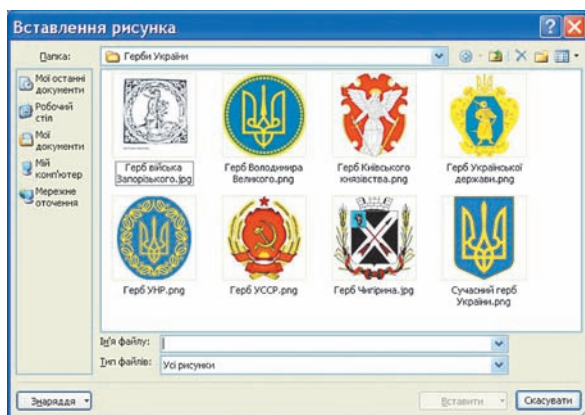 Вставлення рисунка
Папка:
Герби України
Мої останні
документи
Робочий
стіл
Мої
документи
Мій
комп'ютер
Мережне
оточення
Герб війська
Запорізького.jpg
Герб Володимира
Великого.png
Герб Київського
князівства.png
Герб Української
держави.png
Герб УНР.png
Герб УССР.png
Герб Чигирина.jpg
Сучасний герб
України.png
Ім'я файлу:
Тип файлів:
Усі рисунки
Знаряддя
Вставити
Скасувати